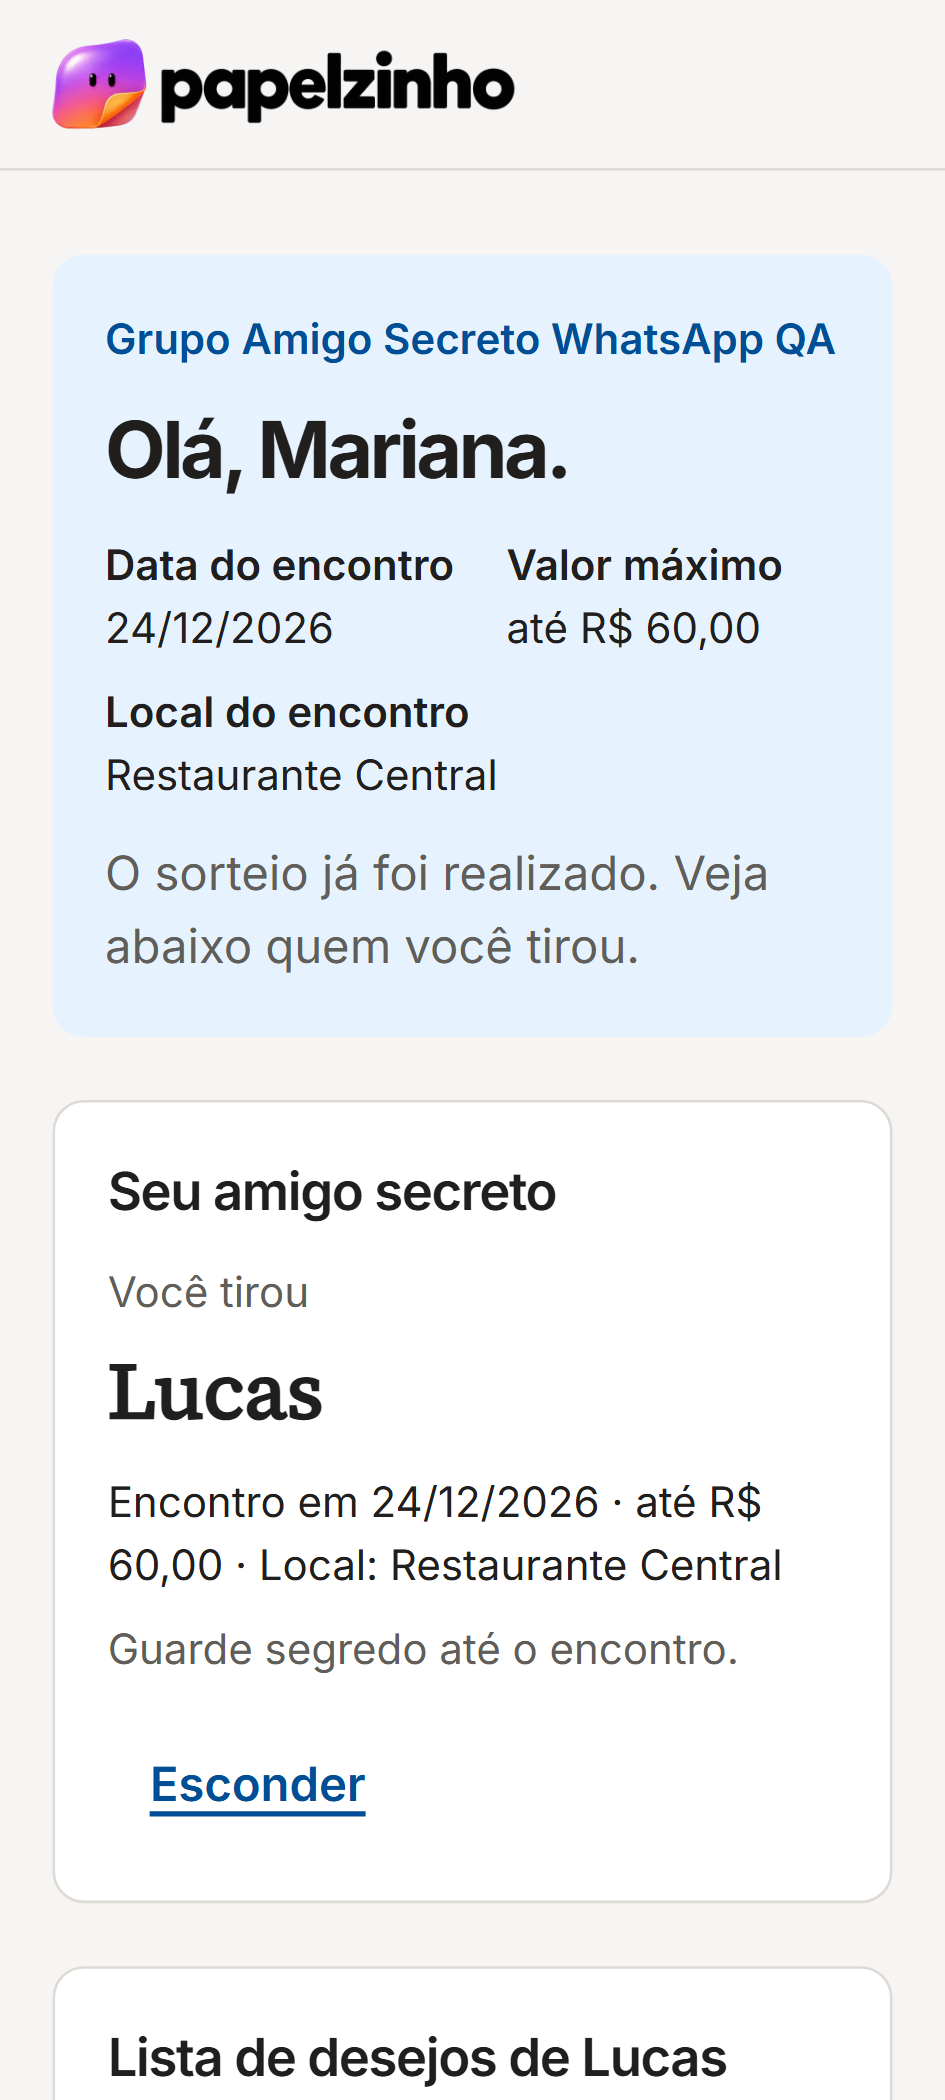 papelzinho
Grupo Amigo Secreto WhatsApp QA
Olá, Mariana.
Data do encontro
24/12/2026
Valor máximo
até R$ 60,00
Local do encontro
Restaurante Central
O sorteio já foi realizado. Veja
abaixo quem você tirou.
Seu amigo secreto
Você tirou
Lucas
Encontro em 24/12/2026 · até R$
60,00 · Local: Restaurante Central
Guarde segredo até o encontro.
Esconder
Lista de desejos de Lucas